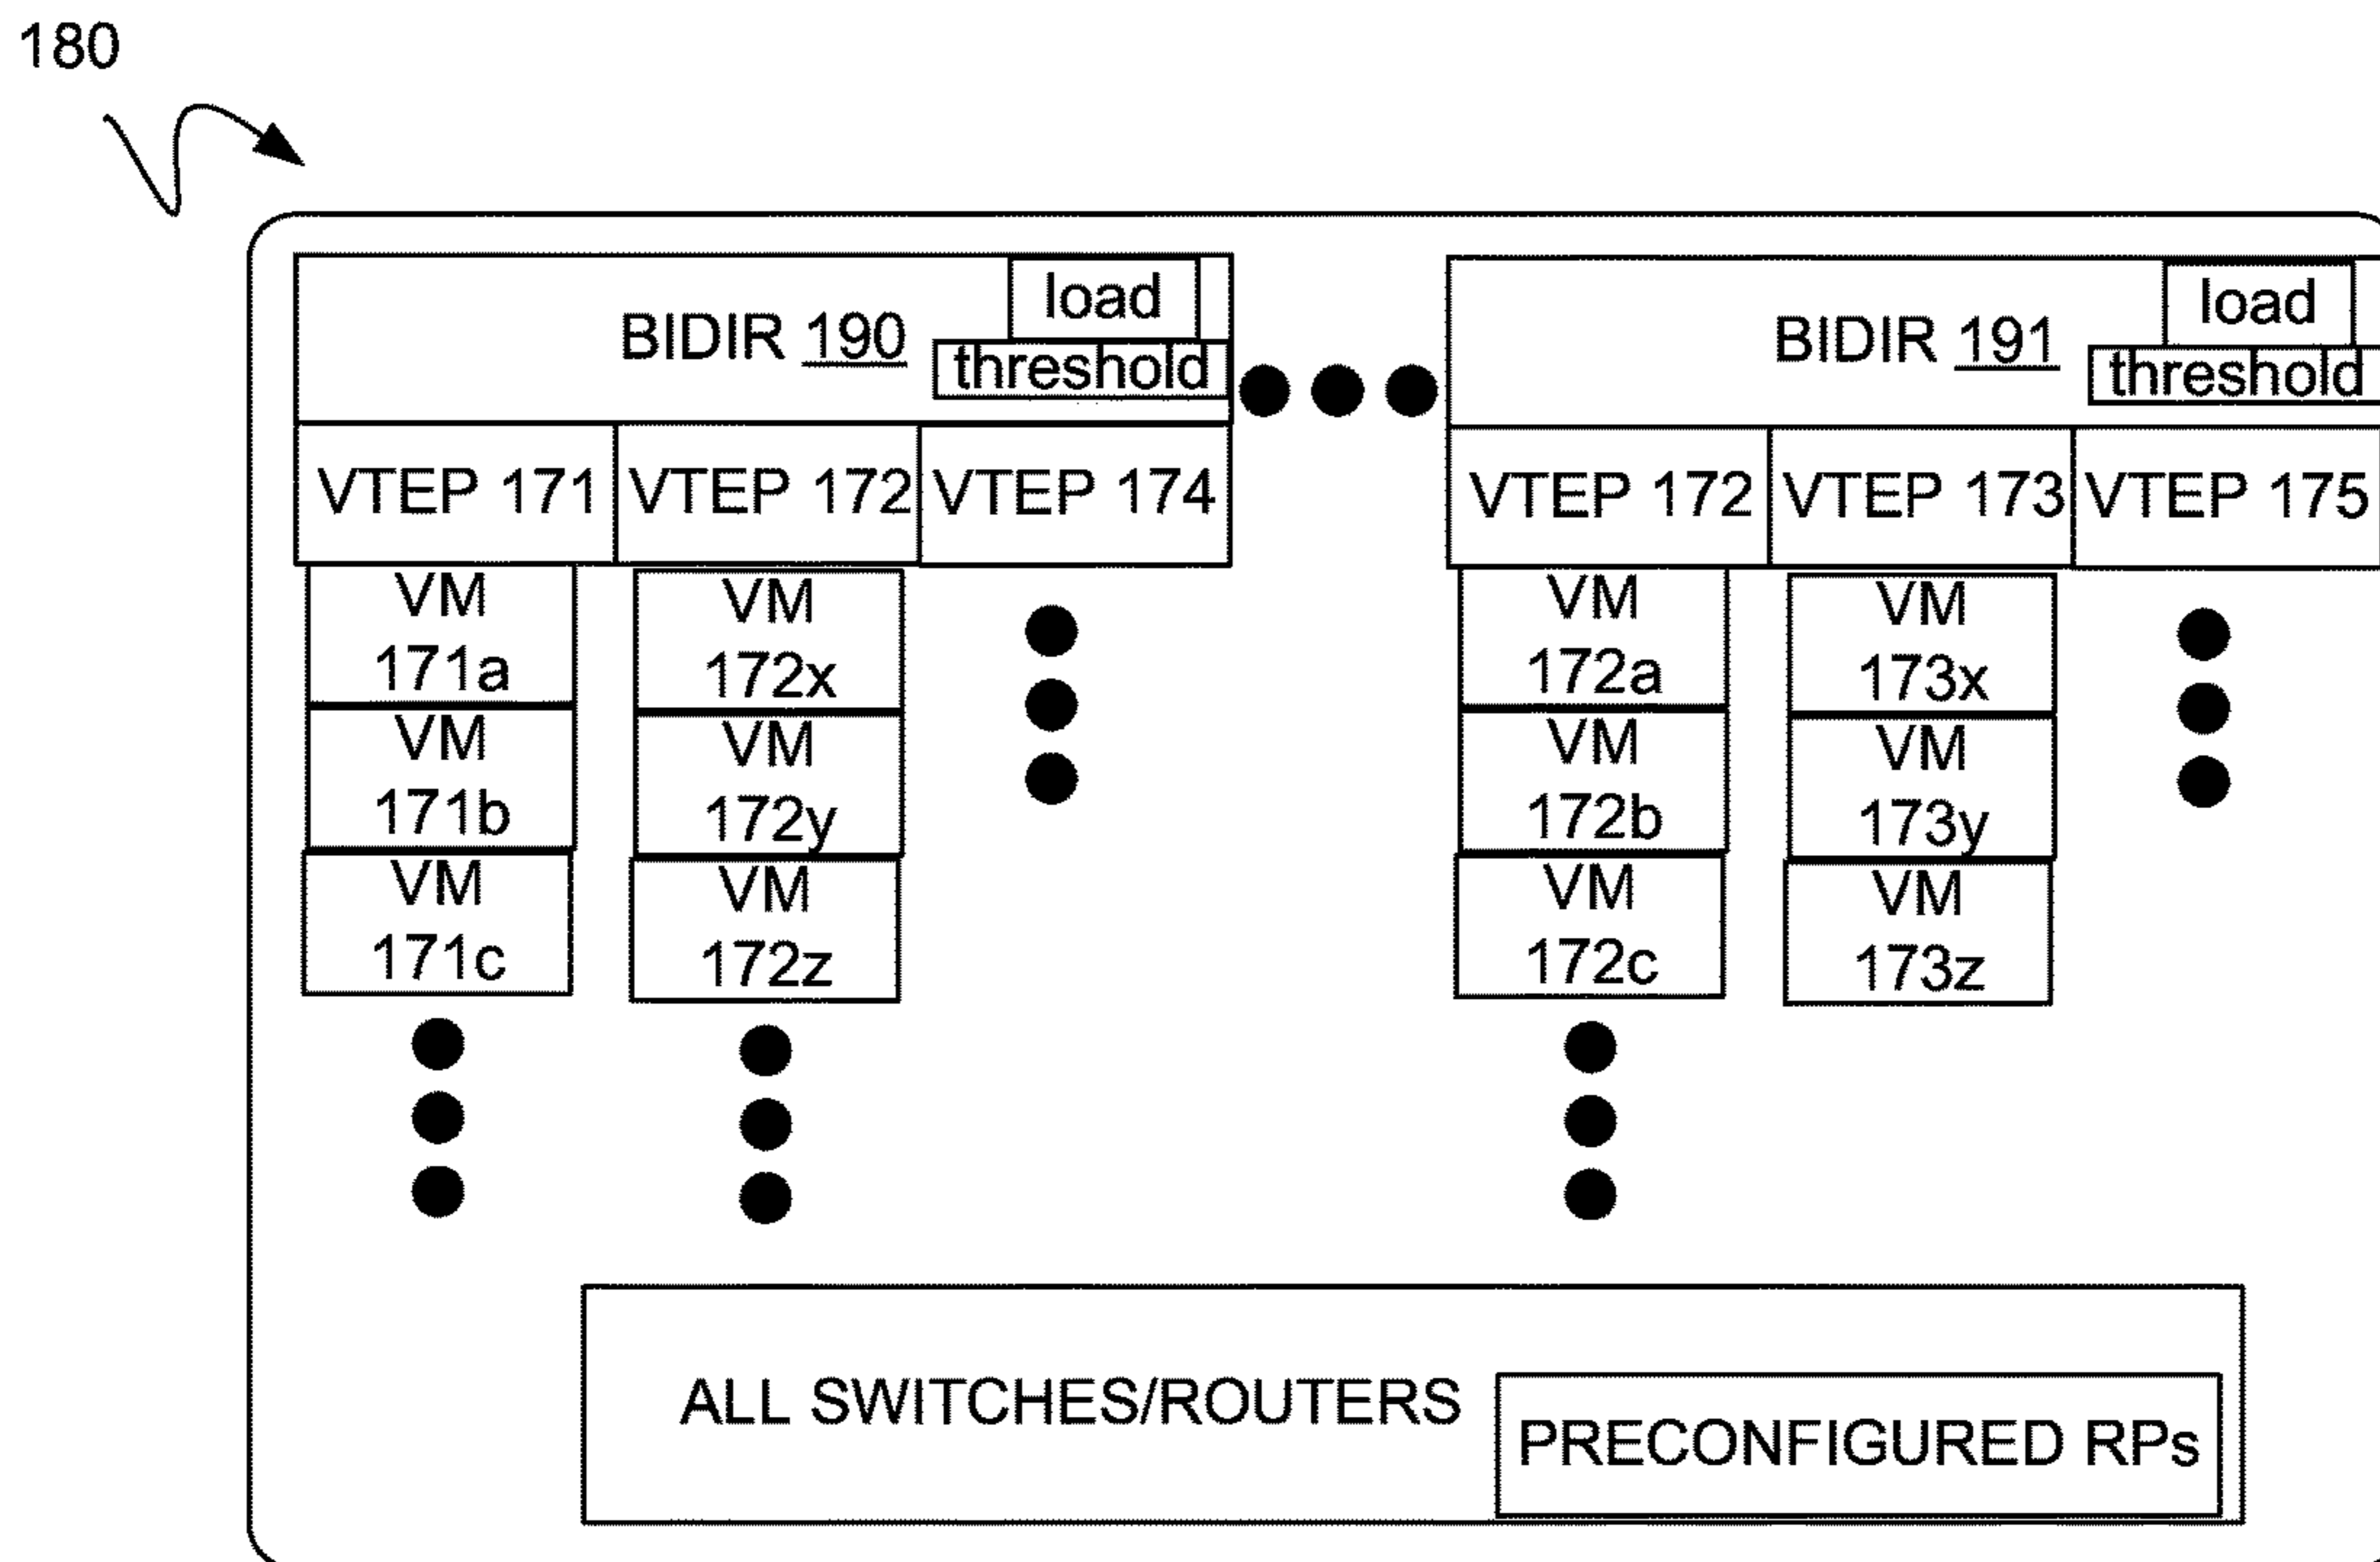 180
load
BIDIR 190
threshold
load
BIDIR 191
threshold
VTEP 171
VTEP 172
VTEP 174
VTEP 172
VTEP 173
VTEP 175
VM
171a
VM
171b
VM
171c
VM
172x
VM
172y
VM
172z
VM
172a
VM
172b
VM
172c
VM
173x
VM
173y
VM
173z
ALL SWITCHES/ROUTERS
PRECONFIGURED RPs